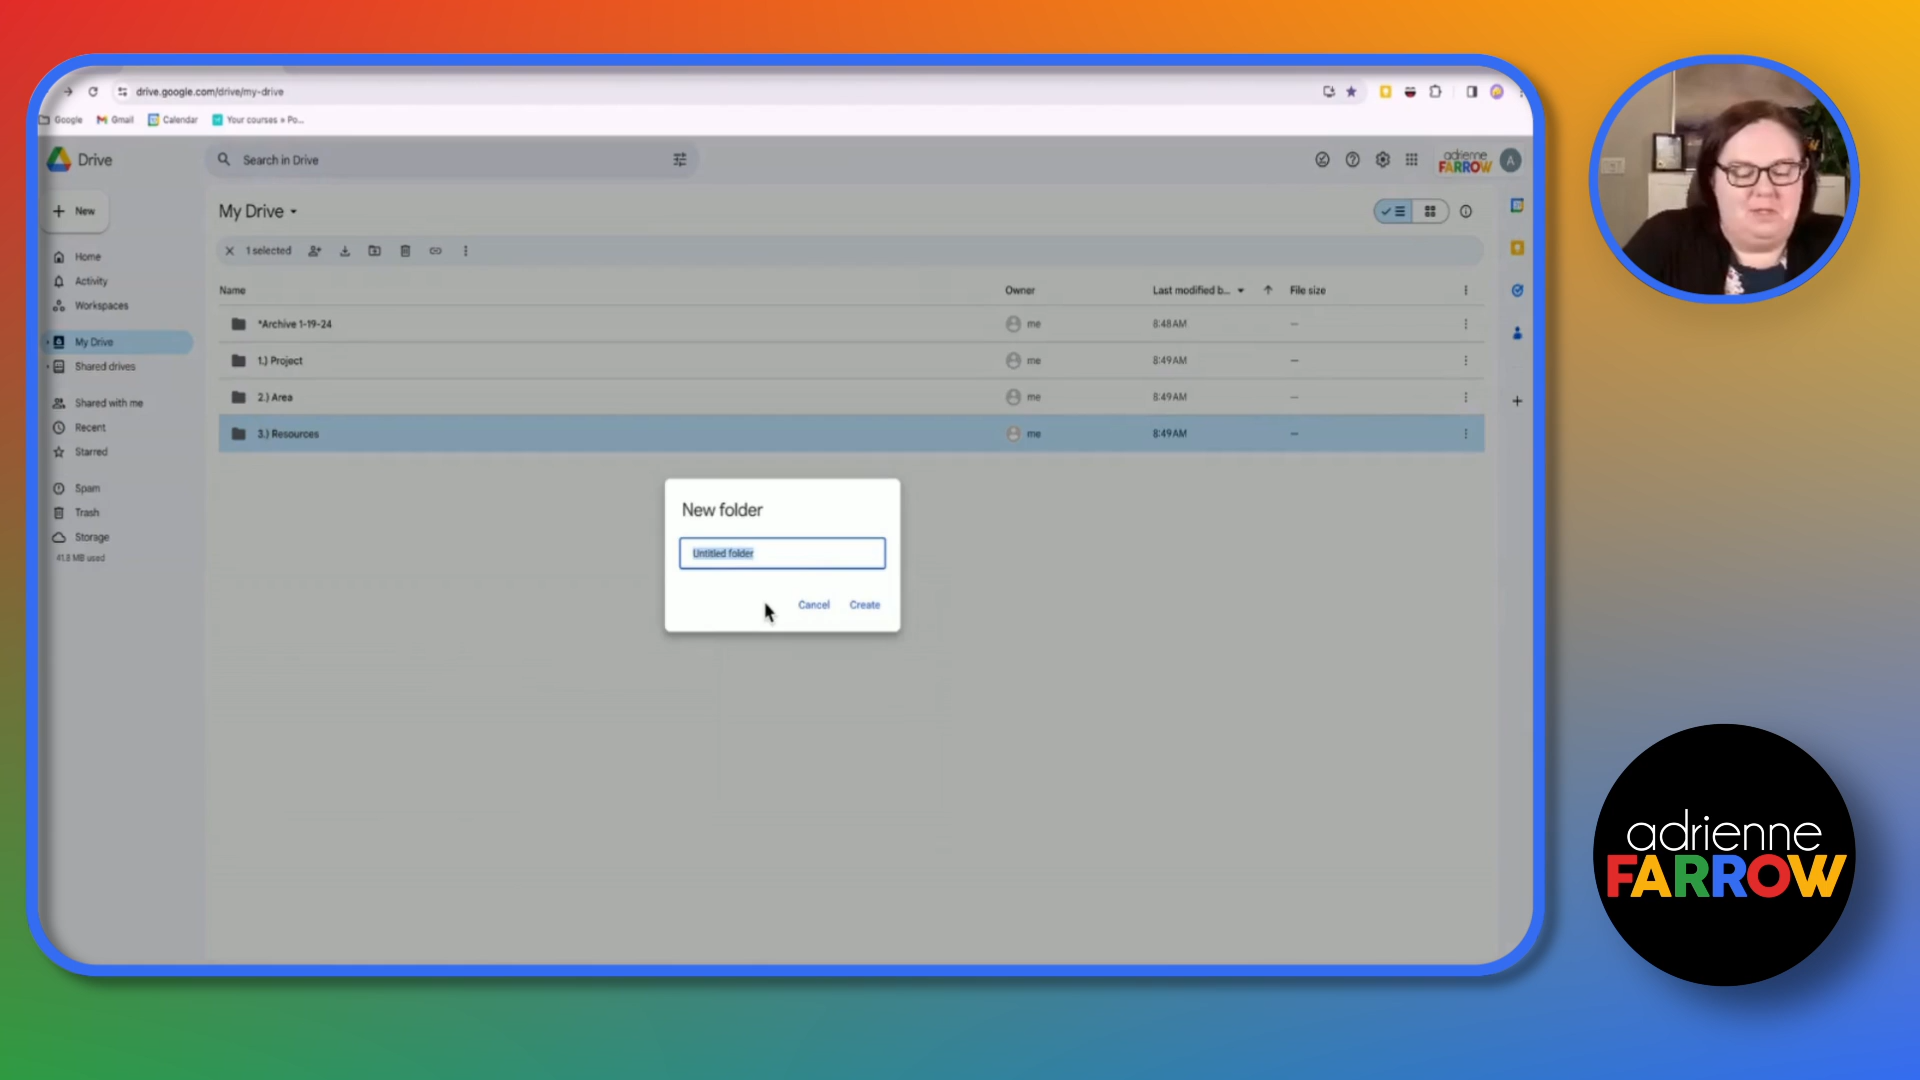 drive.google.com/drive/my-drive
Google
Gmail
Calendar
Your courses » Po...
Drive
Search in Drive
adrienne
FARROW
A
New
My Drive
1 selected
Home
Activity
Workspaces
My Drive
Shared drives
Shared with me
Recent
Starred
Spam
Trash
Storage
41.8 MB used
Name Owner Last modified b... File size
*Archive 1-19-24 me 8:48 AM —
1.) Project me 8:49 AM —
2.) Area me 8:49 AM —
3.) Resources me 8:49 AM —
New folder
Untitled folder
Cancel Create
adrienne
FARROW